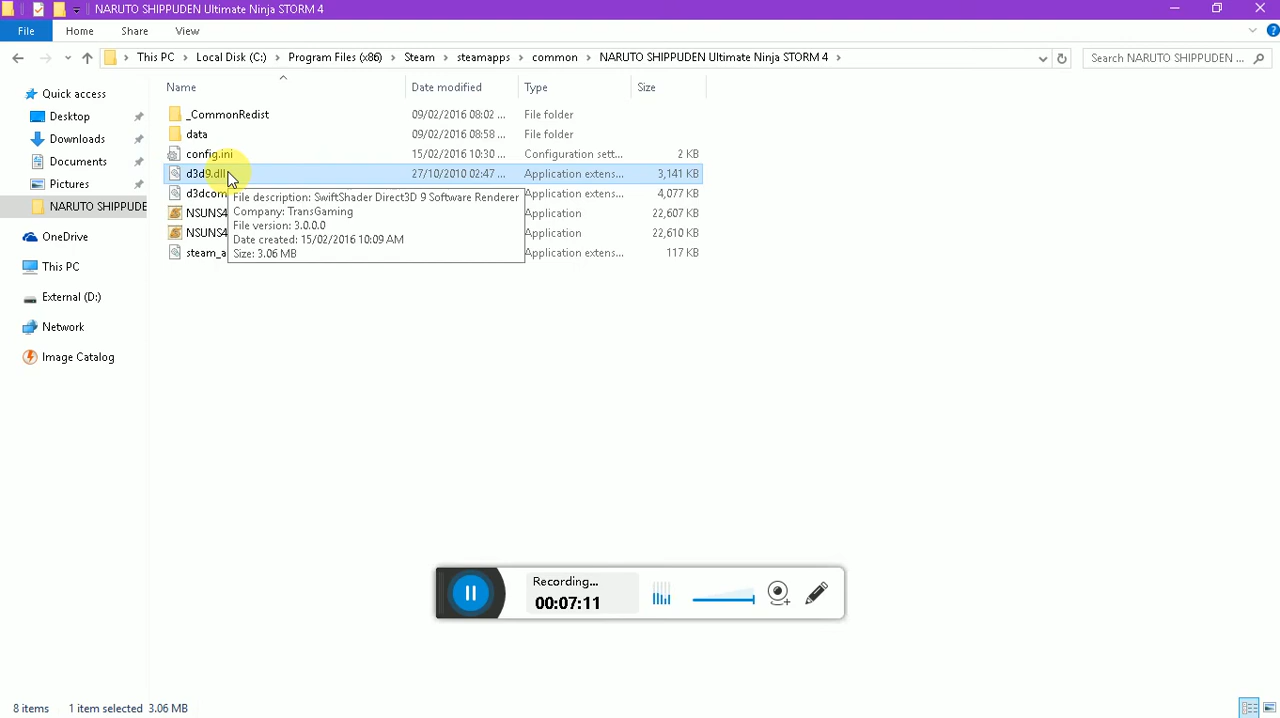 NARUTO SHIPPUDEN Ultimate Ninja STORM 4
File Home Share View
This PC Local Disk (C:) Program Files (x86) Steam steamapps common NARUTO SHIPPUDEN Ultimate Ninja STORM 4 Search NARUTO SHIPPUDEN ...
Name Date modified Type Size
Quick access
Desktop
Downloads
Documents
Pictures
NARUTO SHIPPUDE
OneDrive
This PC
External (D:)
Network
Image Catalog
_CommonRedist 09/02/2016 08:02 ... File folder
data 09/02/2016 08:58 ... File folder
config.ini 15/02/2016 10:30 ... Configuration sett... 2 KB
d3d9.dll 27/10/2010 02:47 ... Application extens... 3,141 KB
d3dcom Application extens... 4,077 KB
NSUNS4 Application 22,607 KB
NSUNS4 Application 22,610 KB
steam_a Application extens... 117 KB
File description: SwiftShader Direct3D 9 Software Renderer
Company: TransGaming
File version: 3.0.0.0
Date created: 15/02/2016 10:09 AM
Size: 3.06 MB
Recording...
00:07:11
8 items 1 item selected 3.06 MB